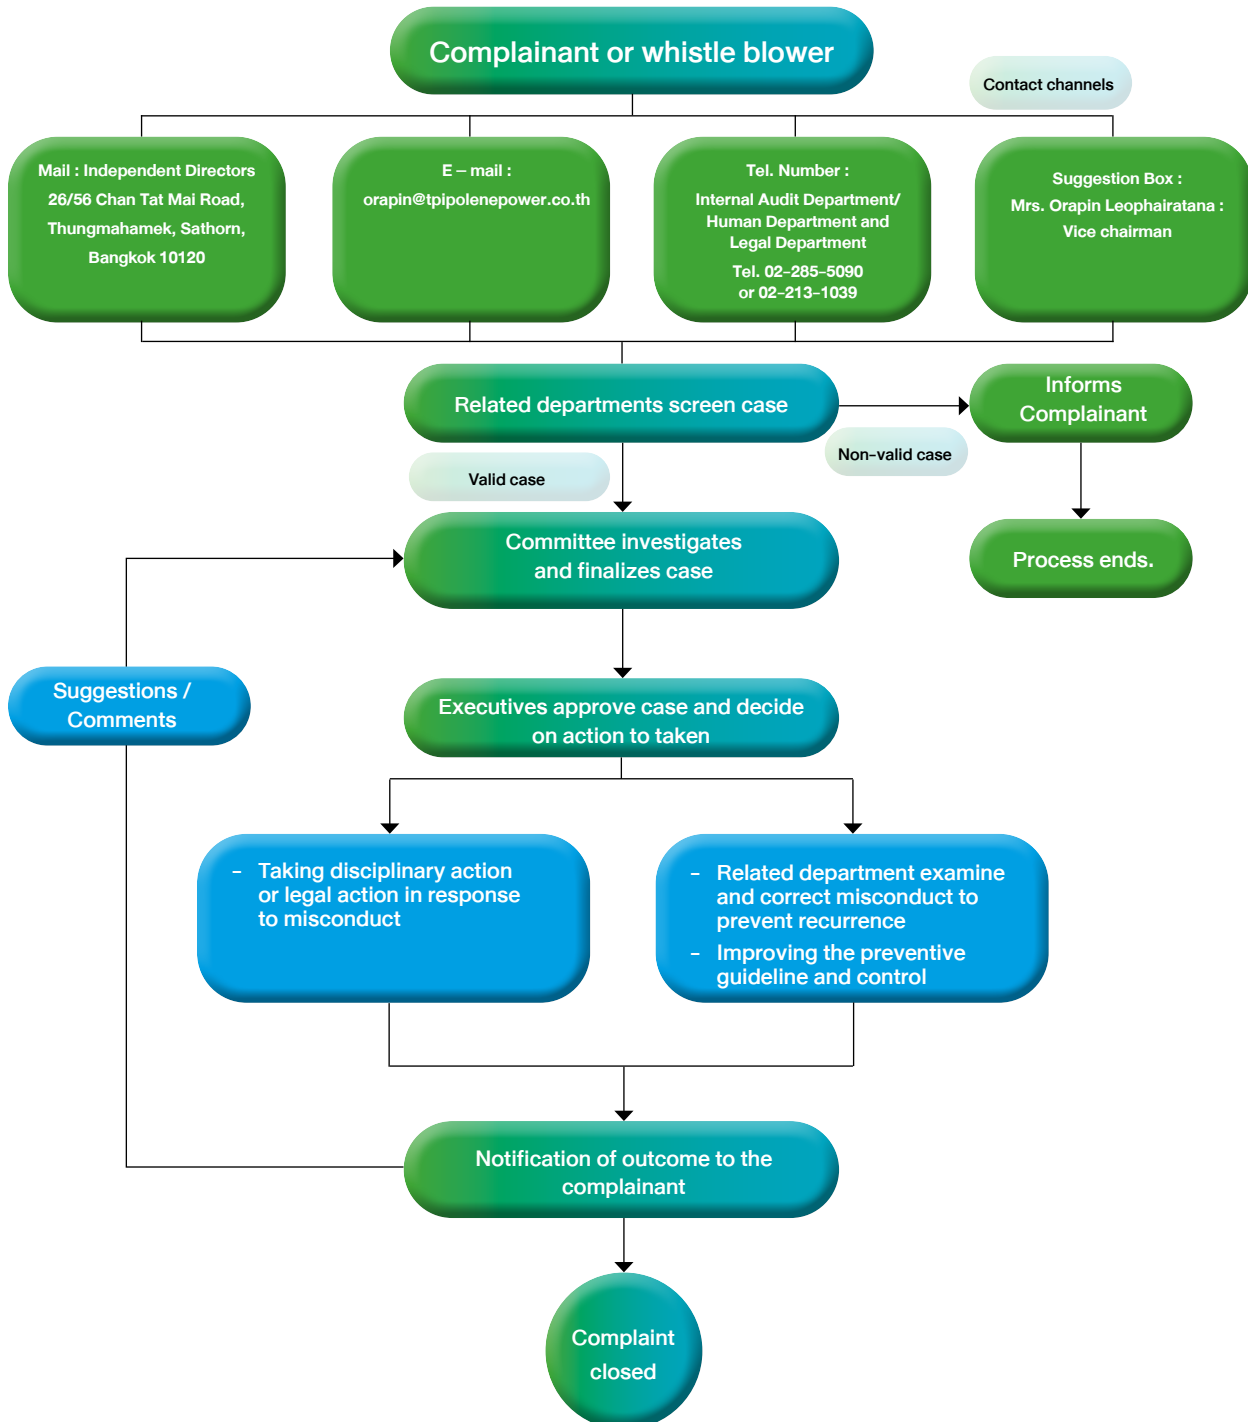 Complainant or whistle blower
Contact channels
Mail : Independent Directors
26/56 Chan Tat Mai Road,
Thungmahamek, Sathorn,
Bangkok 10120
E – mail :
orapin@tpipolenepower.co.th
Tel. Number :
Internal Audit Department/
Human Department and
Legal Department
Tel. 02-285-5090
or 02-213-1039
Suggestion Box :
Mrs. Orapin Leophairatana :
Vice chairman
Related departments screen case
Informs
Complainant
Non-valid case
Valid case
Committee investigates
and finalizes case
Process ends.
Suggestions /
Comments
Executives approve case and decide
on action to taken
- Taking disciplinary action
or legal action in response
to misconduct
- Related department examine
and correct misconduct to
prevent recurrence
- Improving the preventive
guideline and control
Notification of outcome to the
complainant
Complaint
closed